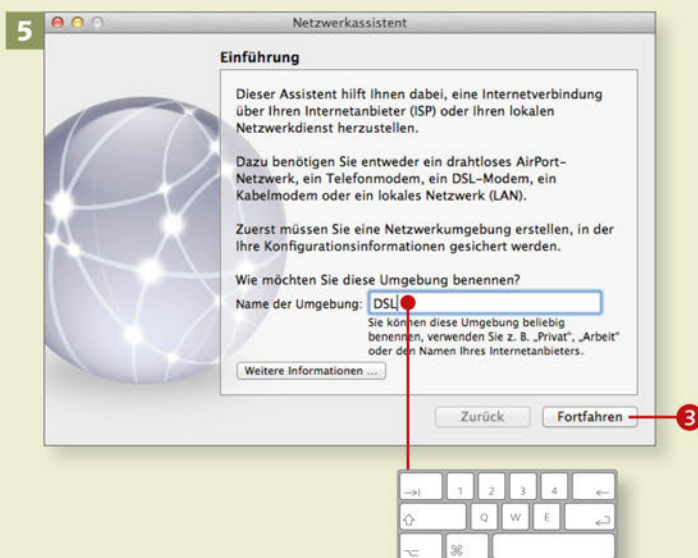 5
Netzwerkassistent
Einführung
Dieser Assistent hilft Ihnen dabei, eine Internetverbindung
über Ihren Internetanbieter (ISP) oder Ihren lokalen
Netzwerkdienst herzustellen.
Dazu benötigen Sie entweder ein drahtloses AirPort-
Netzwerk, ein Telefonmodem, ein DSL-Modem, ein
Kabelmodem oder ein lokales Netzwerk (LAN).
Zuerst müssen Sie eine Netzwerkumgebung erstellen, in der
Ihre Konfigurationsinformationen gesichert werden.
Wie möchten Sie diese Umgebung benennen?
Name der Umgebung: DSL
Sie können diese Umgebung beliebig
benennen, verwenden Sie z. B. „Privat“, „Arbeit“
oder den Namen Ihres Internetanbieters.
Weitere Informationen ...
Zurück Fortfahren 3
→| 1 2 3 4 ←
⇧ Q W E ↵
⌥ ⌘